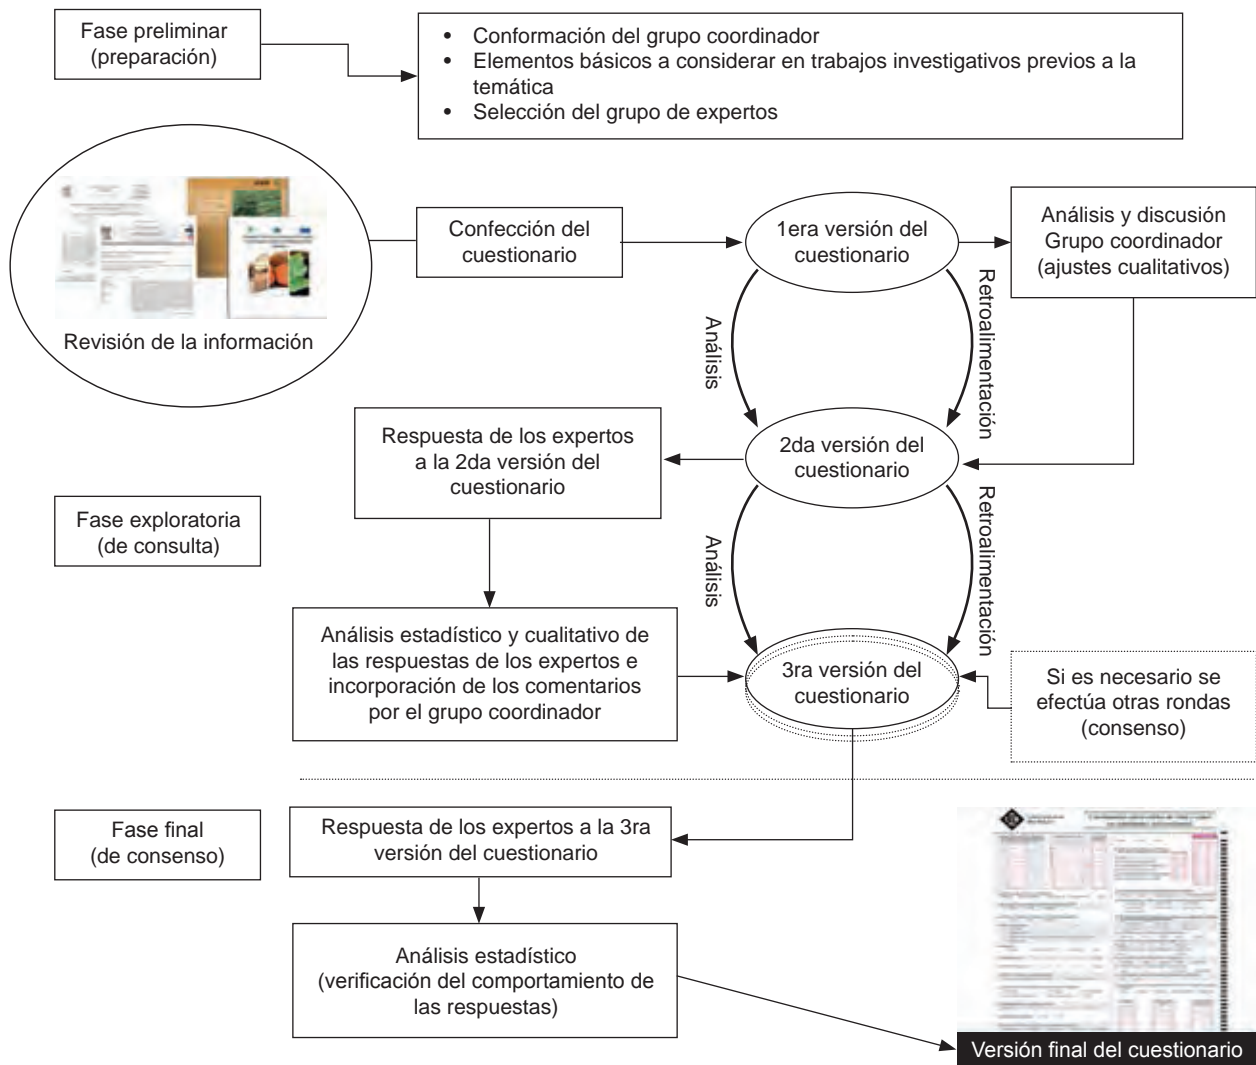 Fase preliminar
(preparación)
• Conformación del grupo coordinador
• Elementos básicos a considerar en trabajos investigativos previos a la
temática
• Selección del grupo de expertos
Revisión de la información
Confección del
cuestionario
1era versión del
cuestionario
Análisis y discusión
Grupo coordinador
(ajustes cualitativos)
Análisis
Retroalimentación
Respuesta de los expertos
a la 2da versión del
cuestionario
2da versión del
cuestionario
Fase exploratoria
(de consulta)
Análisis
Retroalimentación
Análisis estadístico y cualitativo de
las respuestas de los expertos e
incorporación de los comentarios
por el grupo coordinador
3ra versión del
cuestionario
Si es necesario se
efectúa otras rondas
(consenso)
Fase final
(de consenso)
Respuesta de los expertos a la 3ra
versión del cuestionario
Análisis estadístico
(verificación del comportamiento de
las respuestas)
Versión final del cuestionario